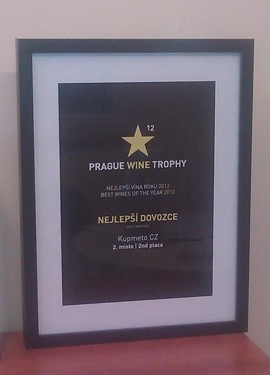 12
PRAGUE WINE TROPHY
NEJLEPŠÍ VÍNA ROKU 2012
BEST WINES OF THE YEAR 2012
NEJLEPŠÍ DOVOZCE
Kupmeto CZ
2. místo | 2nd place